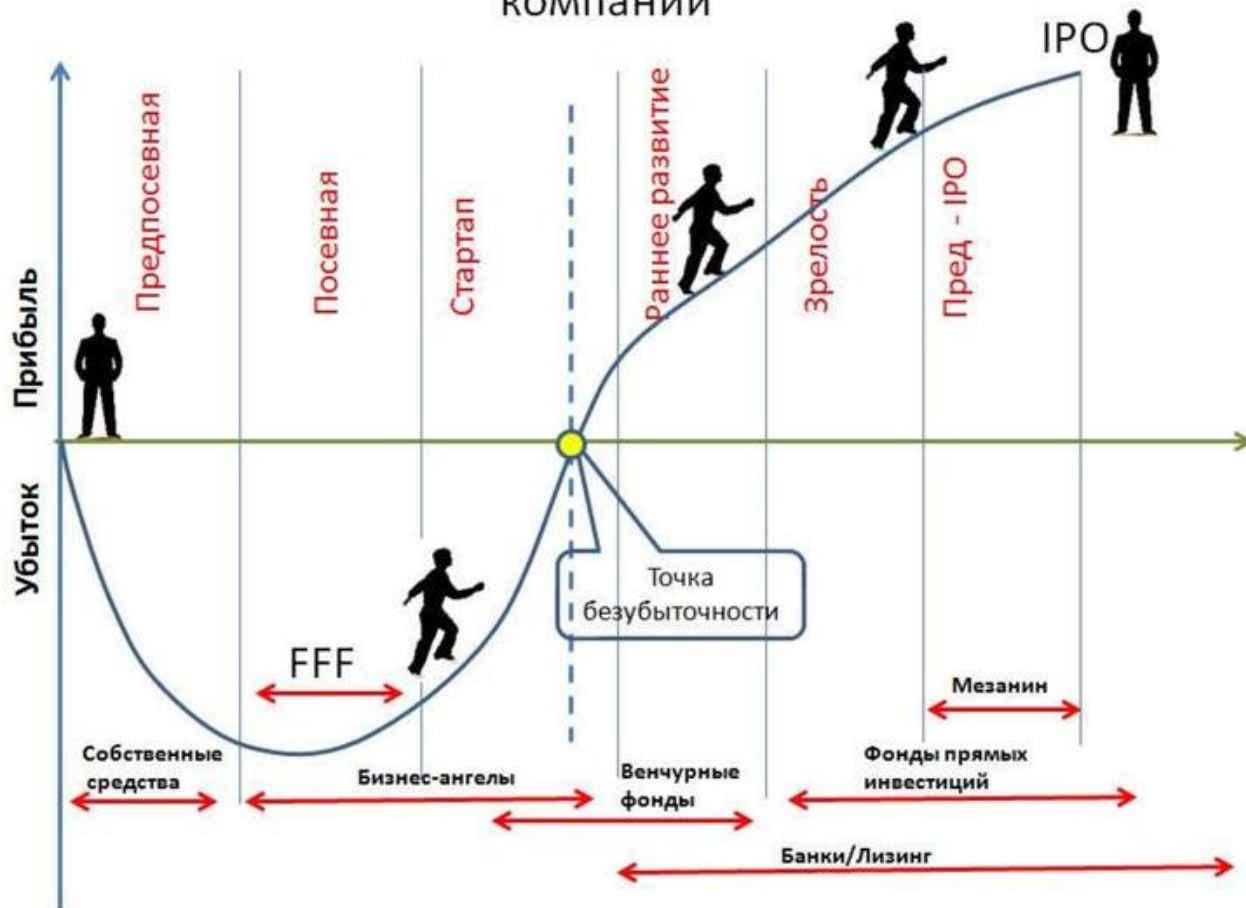 компании
IPO
Предпосевная
Посевная
Стартап
Раннее развитие
Зрелость
Пред - IPO
Прибыль
Убыток
Точка
безубыточности
FFF
Мезанин
Собственные
средства
Бизнес-ангелы
Венчурные
фонды
Фонды прямых
инвестиций
Банки/Лизинг